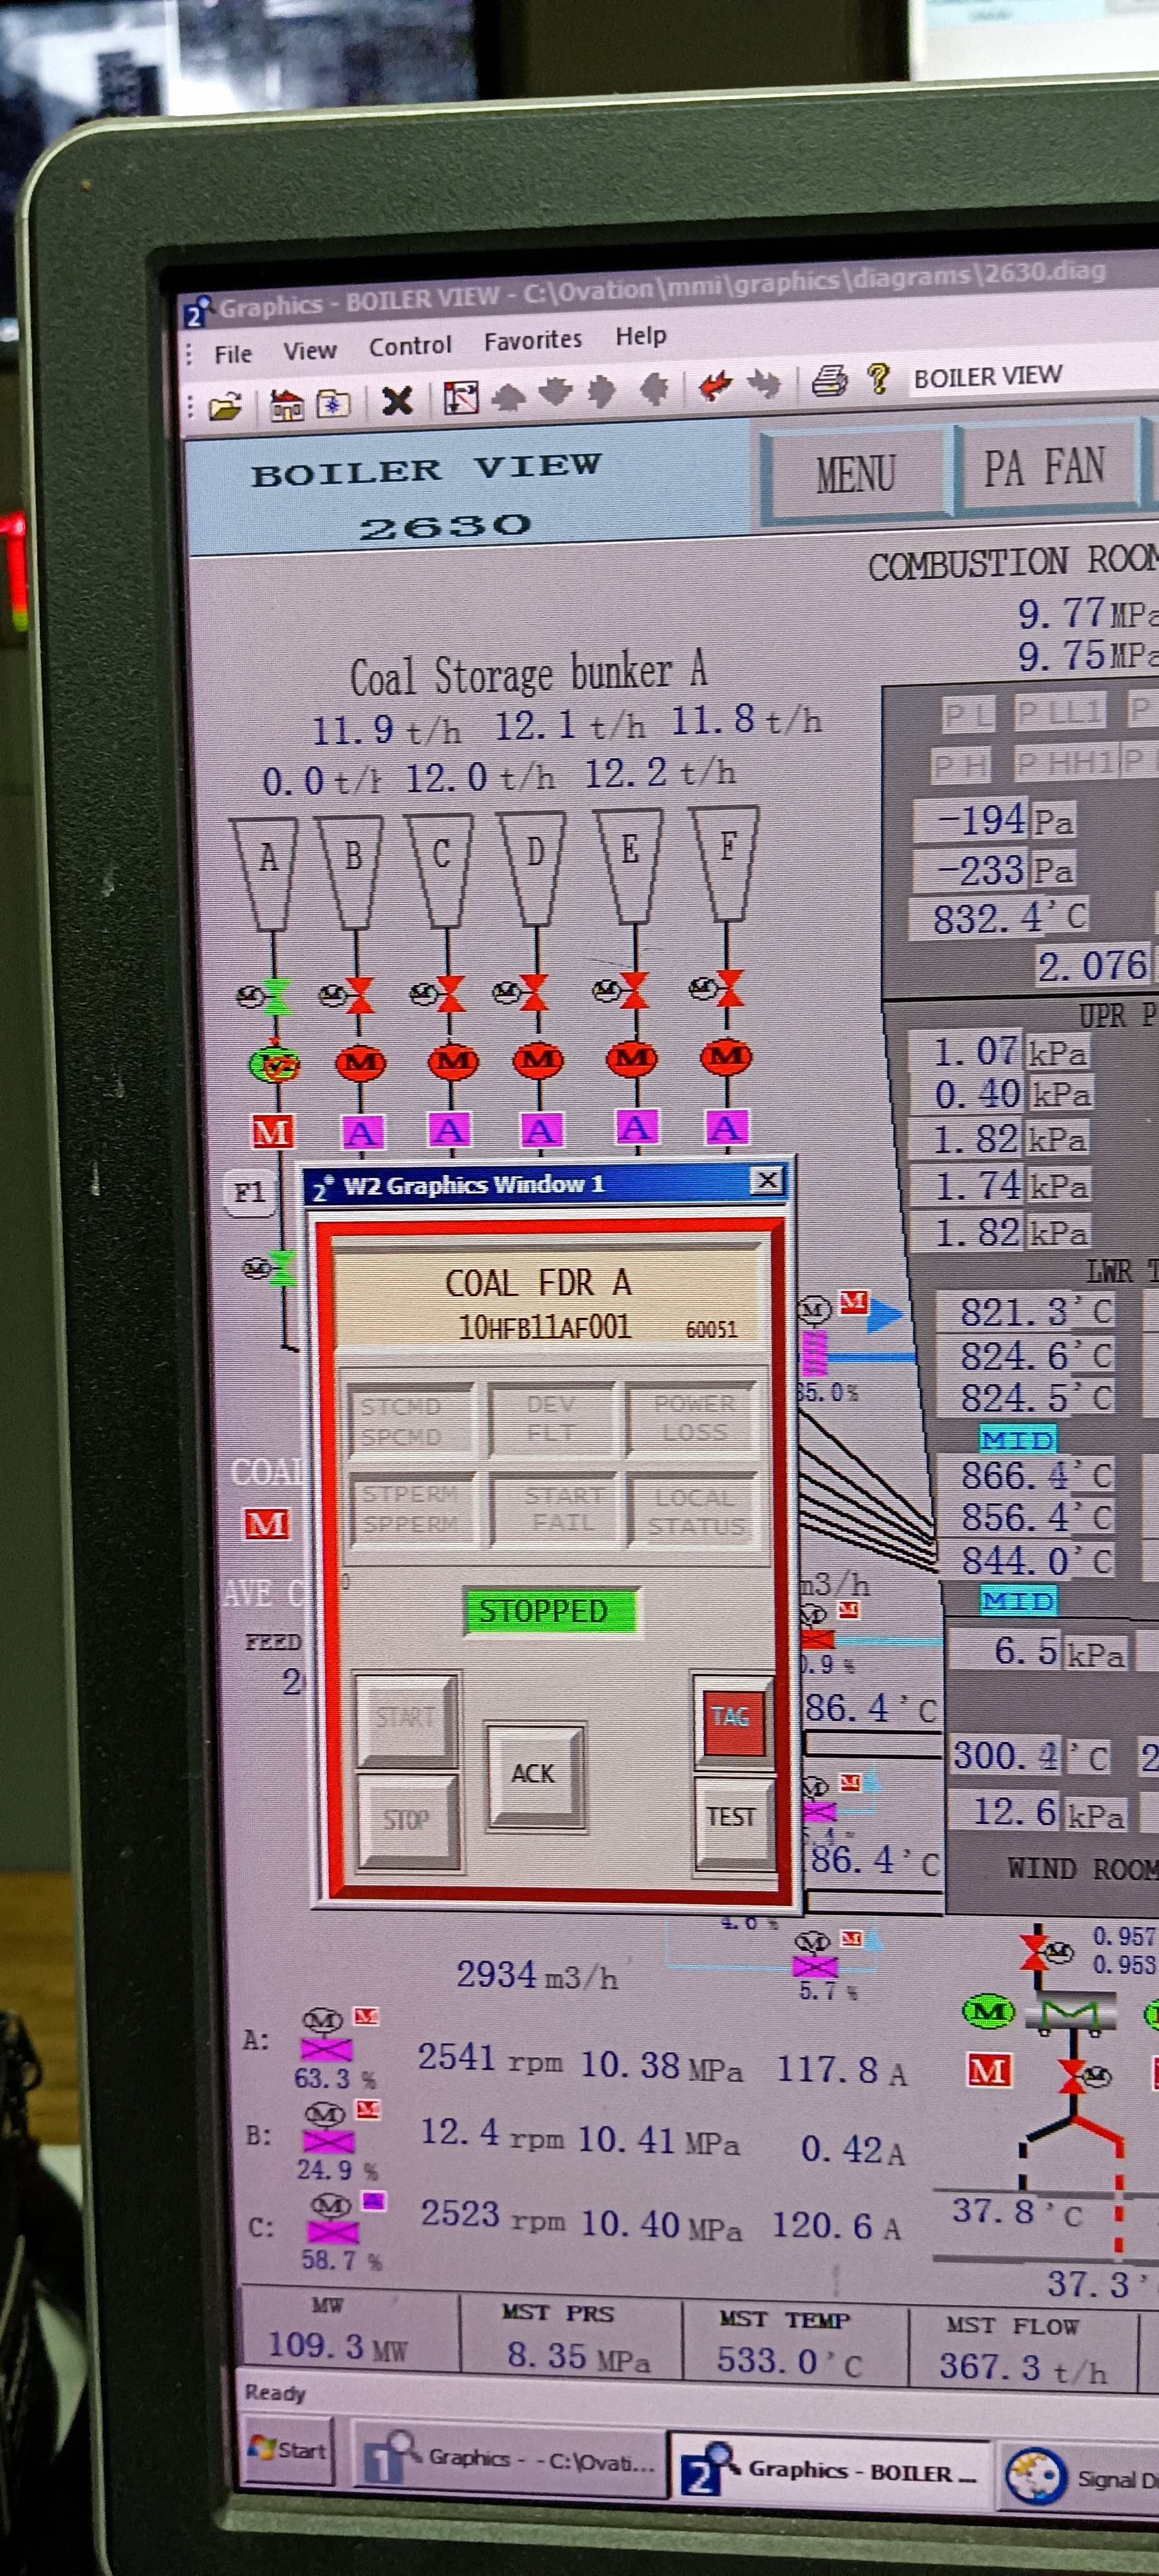 Graphics - BOILER VIEW - C:\Ovation\mmi\graphics\diagrams\2630.diag
File View Control Favorites Help
BOILER VIEW
BOILER VIEW
2630
MENU
PA FAN
COMBUSTION ROOM
9.77 MPa
9.75 MPa
Coal Storage bunker A
11.9 t/h 12.1 t/h 11.8 t/h
0.0 t/h 12.0 t/h 12.2 t/h
P L P LL1 P
P H P HH1 P
A B C D E F
-194 Pa
-233 Pa
832.4 'C
2.076
M M M M M M
M M M M M
UPR P
1.07 kPa
0.40 kPa
1.82 kPa
1.74 kPa
1.82 kPa
M A A A A A
F1
W2 Graphics Window 1
COAL FDR A
10HFB11AF001 60051
STCMD SPCMD
DEV FLT
POWER LOSS
STPERM SPPERM
START FAIL
LOCAL STATUS
STOPPED
START
STOP
ACK
TAG
TEST
M
M M
LWR T
821.3 'C
824.6 'C
824.5 'C
MID
866.4 'C
856.4 'C
844.0 'C
MID
COAL
M
AVE C
FEED
2
m3/h
M M
6.5 kPa
86.4 'C
300.4 'C 2
M M
12.6 kPa
86.4 'C
WIND ROOM
4.0 %
M M
5.7 %
2934 m3/h
0.957
0.953
M
M M
A: M M
63.3 %
2541 rpm 10.38 MPa 117.8 A
M M
B: M M
24.9 %
12.4 rpm 10.41 MPa 0.42 A
C: M A
58.7 %
2523 rpm 10.40 MPa 120.6 A
37.8 'C
37.3 '
MW MST PRS MST TEMP MST FLOW
109.3 MW 8.35 MPa 533.0 'C 367.3 t/h
Ready
Start
1 Graphics - - C:\Ovati...
2 Graphics - BOILER ...
Signal Di